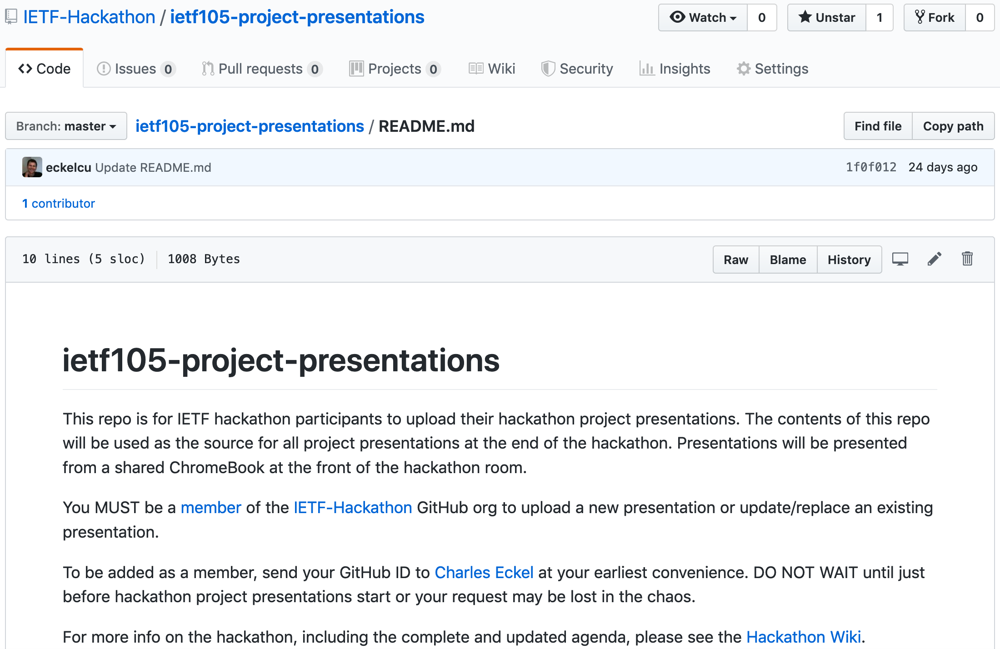 IETF-Hackathon / ietf105-project-presentations
Watch 0 Unstar 1 Fork 0
Code Issues 0 Pull requests 0 Projects 0 Wiki Security Insights Settings
Branch: master ietf105-project-presentations / README.md Find file Copy path
eckelcu Update README.md 1f0f012 24 days ago
1 contributor
10 lines (5 sloc) 1008 Bytes Raw Blame History
ietf105-project-presentations
This repo is for IETF hackathon participants to upload their hackathon project presentations. The contents of this repo
will be used as the source for all project presentations at the end of the hackathon. Presentations will be presented
from a shared ChromeBook at the front of the hackathon room.
You MUST be a member of the IETF-Hackathon GitHub org to upload a new presentation or update/replace an existing
presentation.
To be added as a member, send your GitHub ID to Charles Eckel at your earliest convenience. DO NOT WAIT until just
before hackathon project presentations start or your request may be lost in the chaos.
For more info on the hackathon, including the complete and updated agenda, please see the Hackathon Wiki.